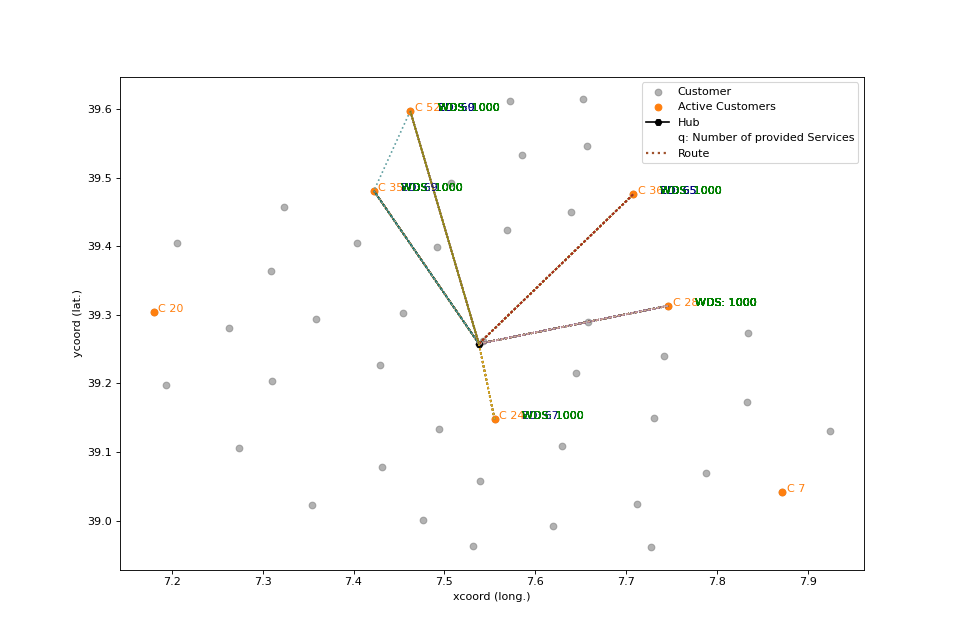 Customer
Active Customers
Hub
q: Number of provided Services
Route
39.6
39.5
39.4
39.3
39.2
39.1
39.0
7.2
7.3
7.4
7.5
7.6
7.7
7.8
7.9
xcoord (long.)
ycoord (lat.)
C 52
C 35
C 36
C 20
C 28
WDS: 1000
C 24
C 7